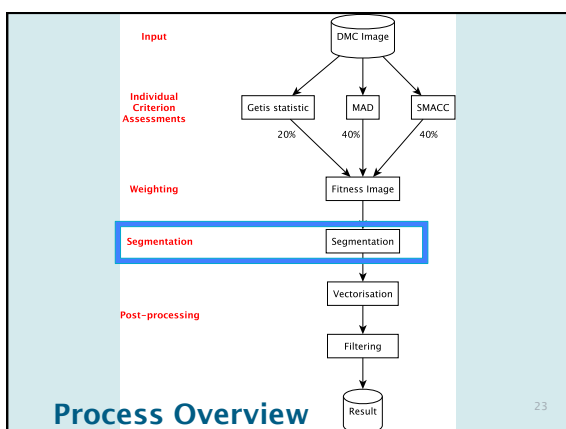 Input
DMC Image
Individual
Criterion
Assessments
Getis statistic
MAD
SMACC
20%
40%
40%
Weighting
Fitness Image
Segmentation
Segmentation
Vectorisation
Post-processing
Filtering
Result
Process Overview
23